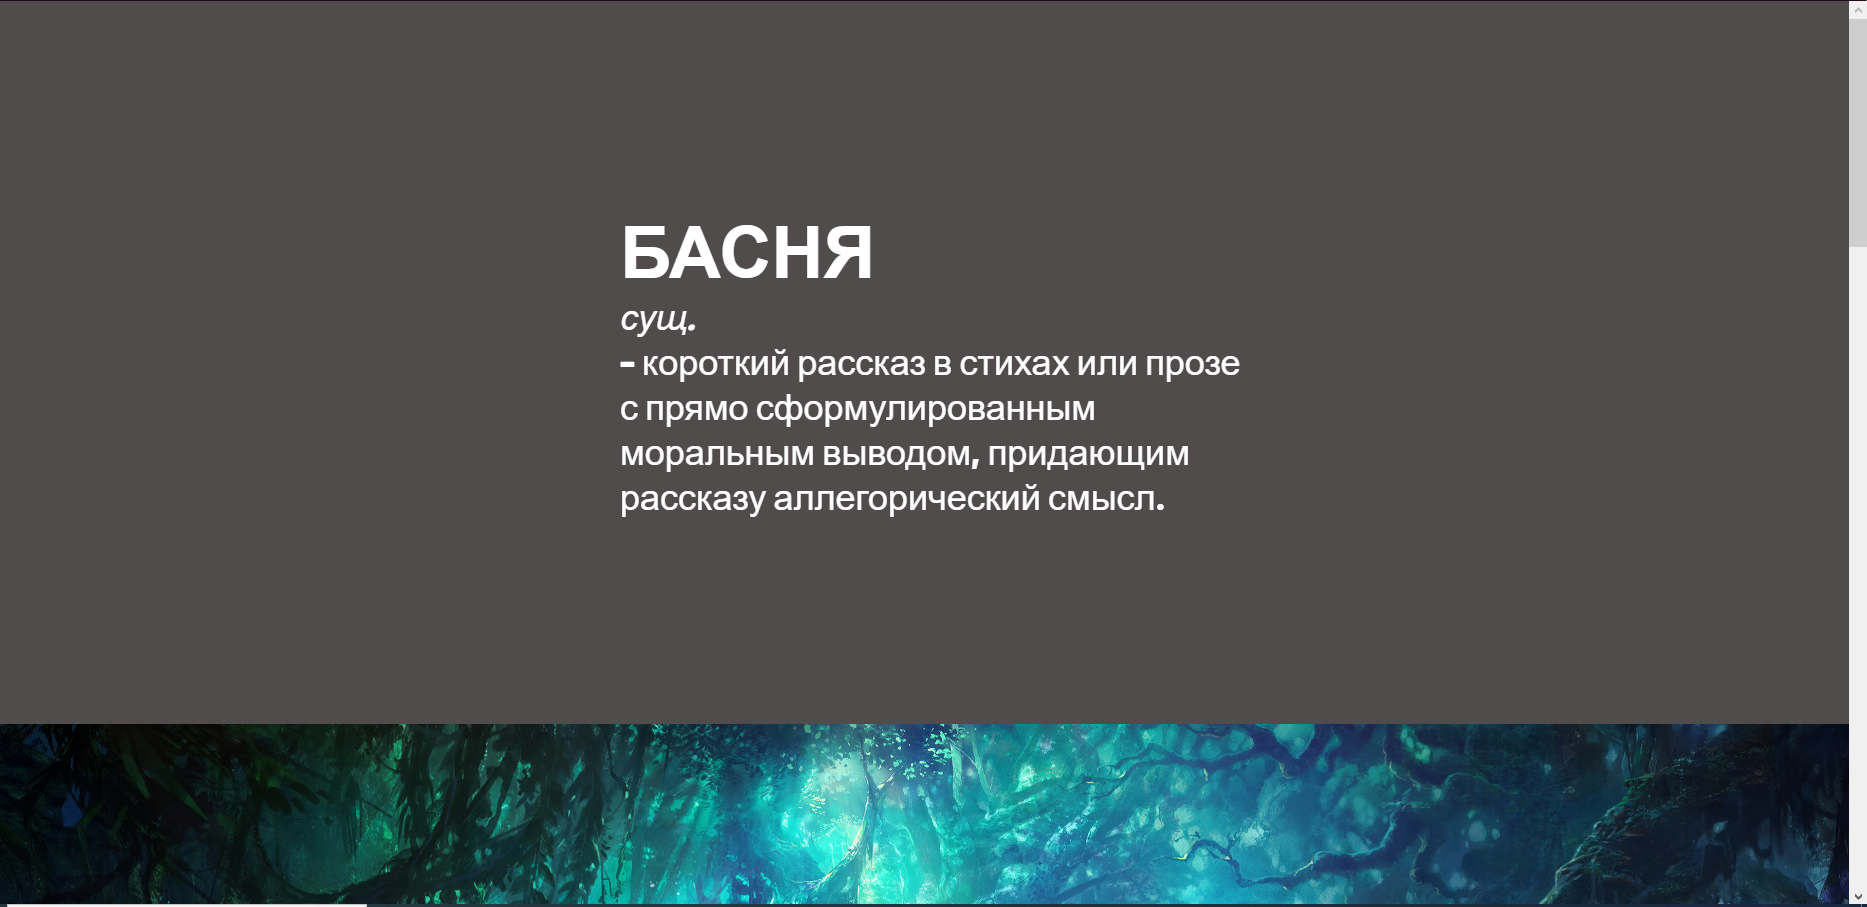 БАСНЯ
сущ.
- короткий рассказ в стихах или прозе
с прямо сформулированным
моральным выводом, придающим
рассказу аллегорический смысл.